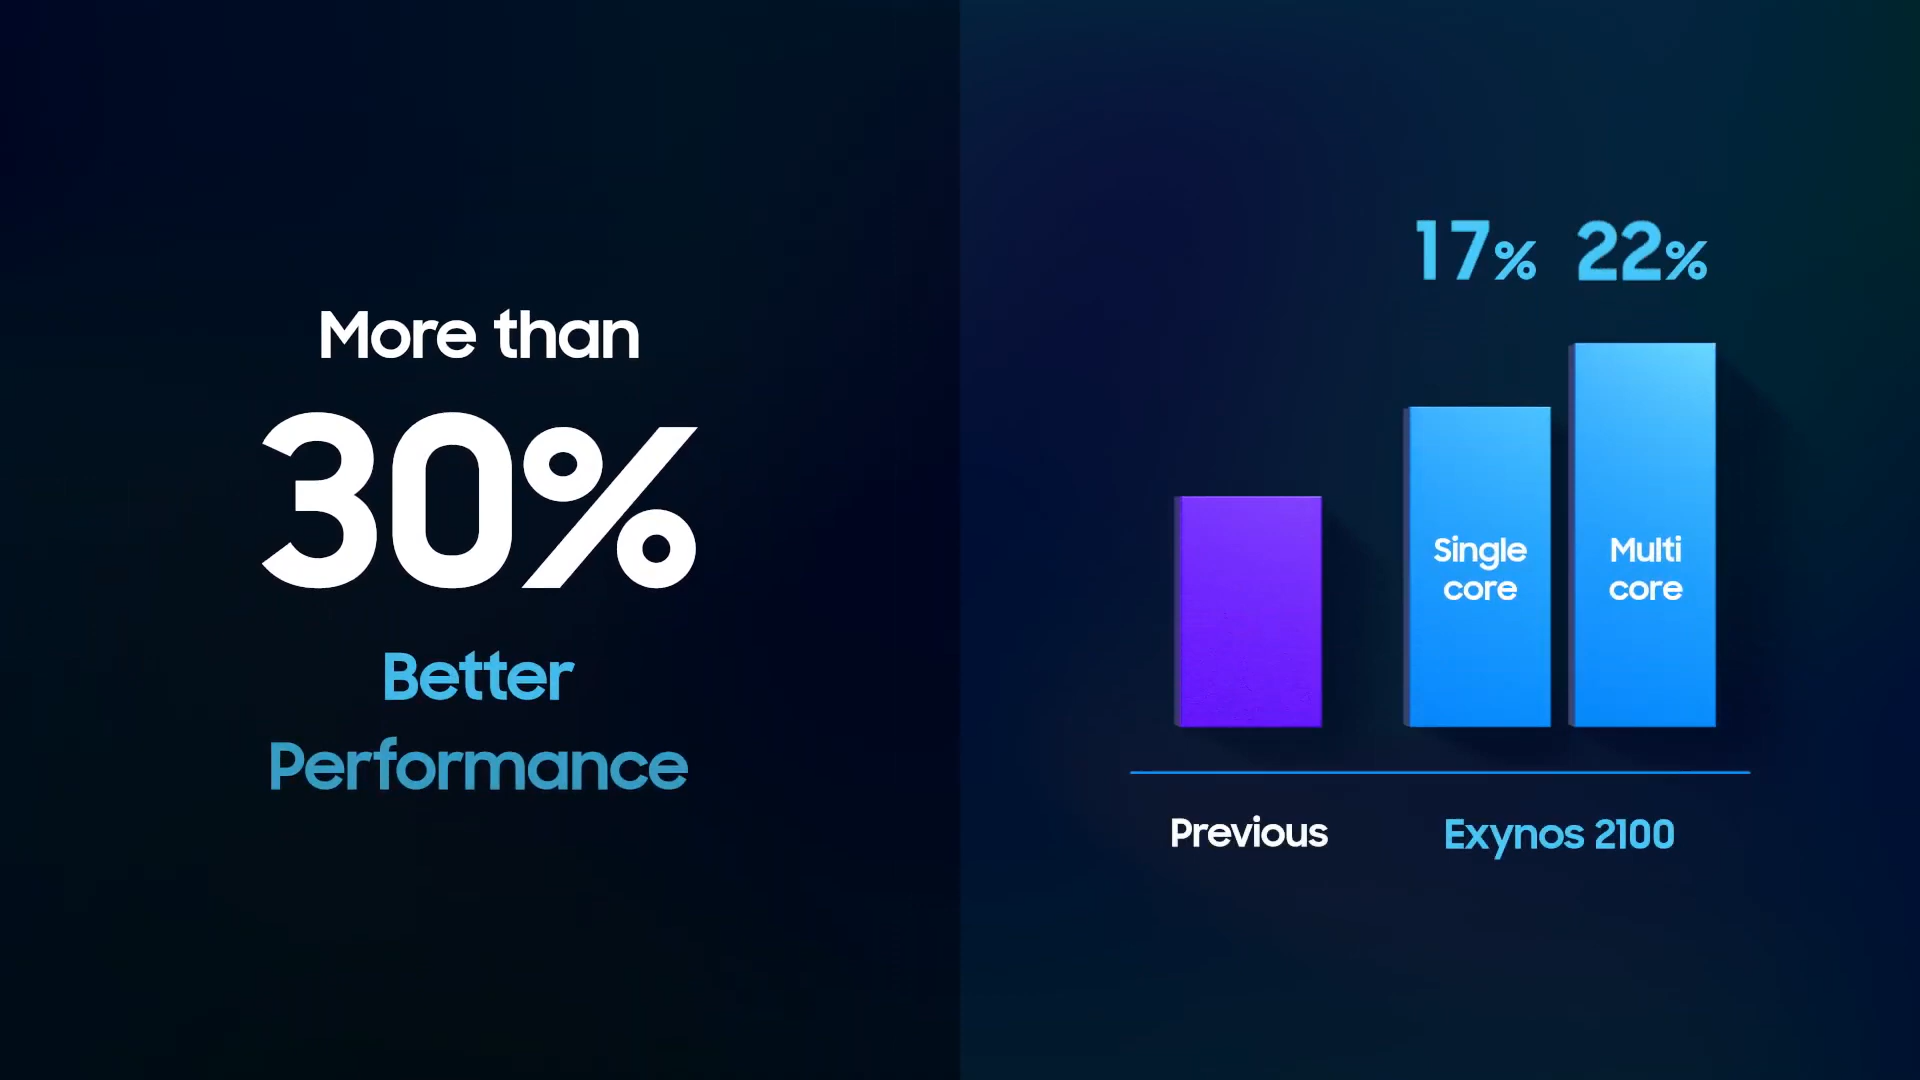 More than
30%
Better
Performance
17% 22%
Single
core
Multi
core
Previous
Exynos 2100